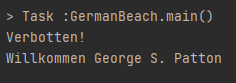 > Task :GermanBeach.main()
Verbotten!
Willkommen George S. Patton